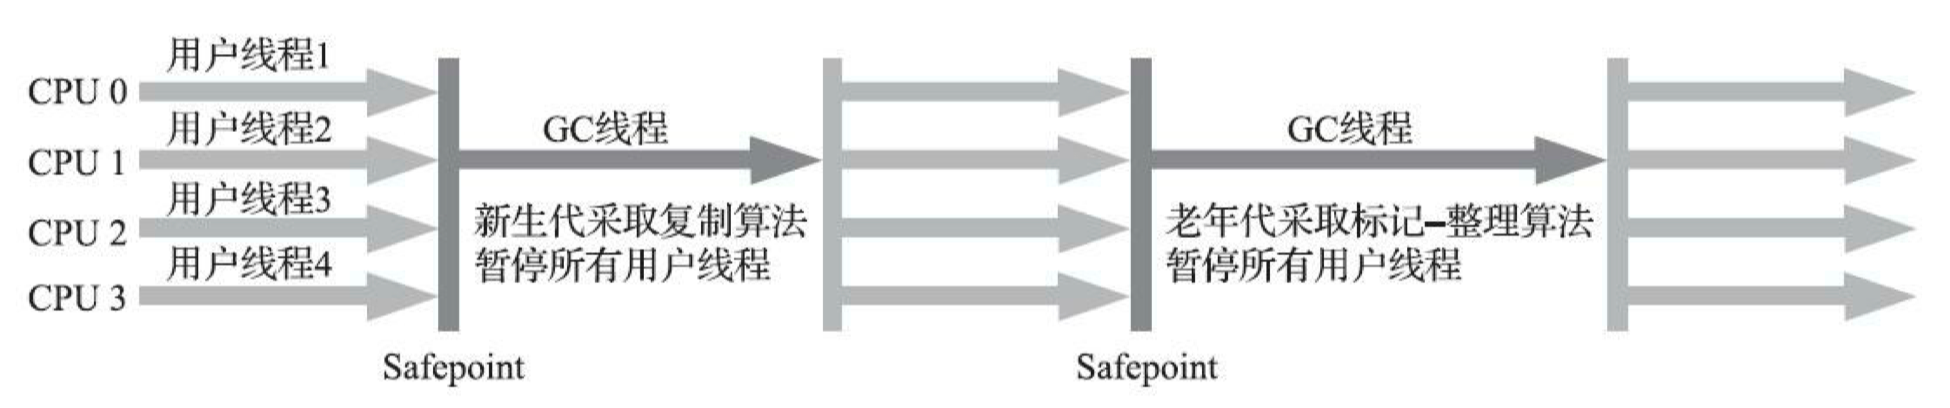 用户线程1
CPU 0
用户线程2
CPU 1
用户线程3
CPU 2
用户线程4
CPU 3
GC线程
新生代采取复制算法
暂停所有用户线程
Safepoint
GC线程
老年代采取标记–整理算法
暂停所有用户线程
Safepoint